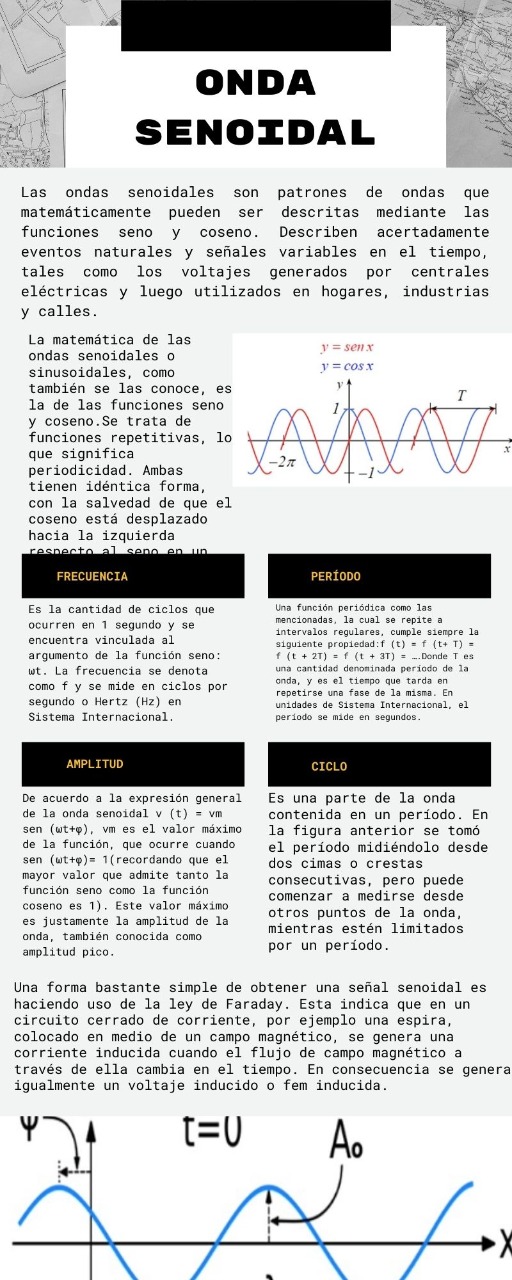 ONDA
SENOIDAL
Las ondas senoidales son patrones de ondas que
matemáticamente pueden ser descritas mediante las
funciones seno y coseno. Describen acertadamente
eventos naturales y señales variables en el tiempo,
tales como los voltajes generados por centrales
eléctricas y luego utilizados en hogares, industrias
y calles.
La matemática de las
ondas senoidales o
sinusoidales, como
también se las conoce, es
la de las funciones seno
y coseno.Se trata de
funciones repetitivas, lo
que significa
periodicidad. Ambas
tienen idéntica forma,
con la salvedad de que el
coseno está desplazado
hacia la izquierda
respecto al seno en un
y = sen x
y = cos x
y
T
1
x
-2π
-1
FRECUENCIA
Es la cantidad de ciclos que
ocurren en 1 segundo y se
encuentra vinculada al
argumento de la función seno:
ωt. La frecuencia se denota
como f y se mide en ciclos por
segundo o Hertz (Hz) en
Sistema Internacional.
PERÍODO
Una función periódica como las
mencionadas, la cual se repite a
intervalos regulares, cumple siempre la
siguiente propiedad:f (t) = f (t+ T) =
f (t + 2T) = f (t + 3T) = ….Donde T es
una cantidad denominada período de la
onda, y es el tiempo que tarda en
repetirse una fase de la misma. En
unidades de Sistema Internacional, el
período se mide en segundos.
AMPLITUD
De acuerdo a la expresión general
de la onda senoidal v (t) = vm
sen (ωt+φ), vm es el valor máximo
de la función, que ocurre cuando
sen (ωt+φ)= 1(recordando que el
mayor valor que admite tanto la
función seno como la función
coseno es 1). Este valor máximo
es justamente la amplitud de la
onda, también conocida como
amplitud pico.
CICLO
Es una parte de la onda
contenida en un período. En
la figura anterior se tomó
el período midiéndolo desde
dos cimas o crestas
consecutivas, pero puede
comenzar a medirse desde
otros puntos de la onda,
mientras estén limitados
por un período.
Una forma bastante simple de obtener una señal senoidal es
haciendo uso de la ley de Faraday. Esta indica que en un
circuito cerrado de corriente, por ejemplo una espira,
colocado en medio de un campo magnético, se genera una
corriente inducida cuando el flujo de campo magnético a
través de ella cambia en el tiempo. En consecuencia se genera
igualmente un voltaje inducido o fem inducida.
t=0
A₀
X